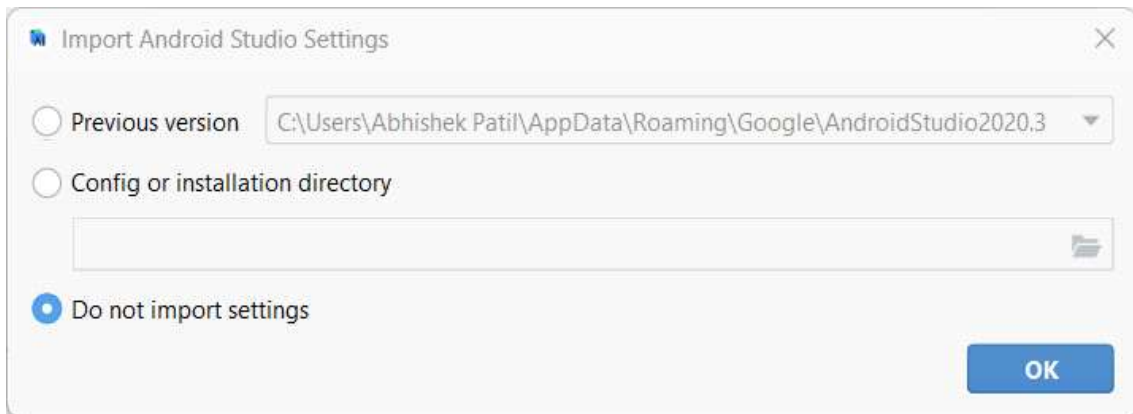 Import Android Studio Settings
Previous version C:\Users\Abhishek Patil\AppData\Roaming\Google\AndroidStudio2020.3
Config or installation directory
Do not import settings
OK